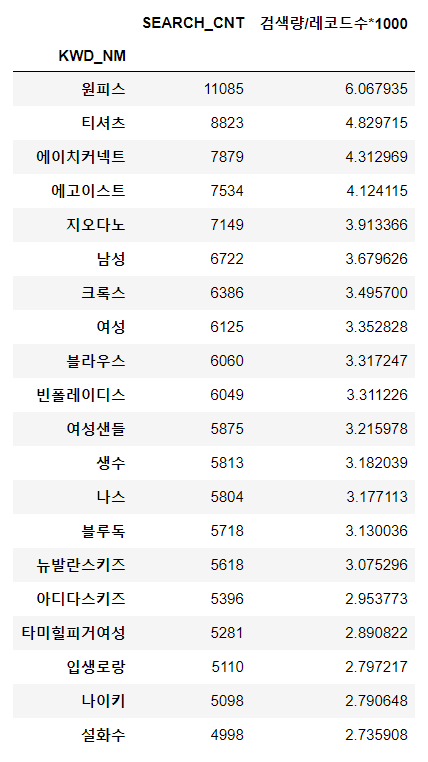 SEARCH_CNT 검색량/레코드수*1000
KWD_NM
원피스 11085 6.067935
티셔츠 8823 4.829715
에이치커넥트 7879 4.312969
에고이스트 7534 4.124115
지오다노 7149 3.913366
남성 6722 3.679626
크록스 6386 3.495700
여성 6125 3.352828
블라우스 6060 3.317247
빈폴레이디스 6049 3.311226
여성샌들 5875 3.215978
생수 5813 3.182039
나스 5804 3.177113
블루독 5718 3.130036
뉴발란스키즈 5618 3.075296
아디다스키즈 5396 2.953773
타미힐피거여성 5281 2.890822
입생로랑 5110 2.797217
나이키 5098 2.790648
설화수 4998 2.735908